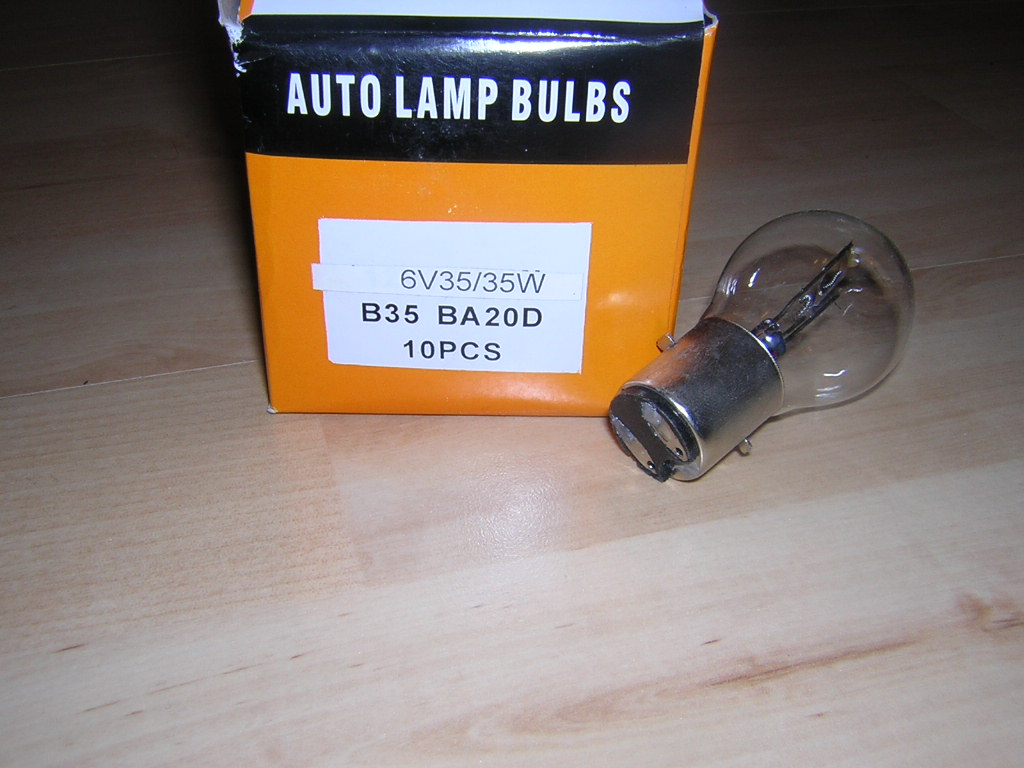 AUTO LAMP BULBS
6V35/35W
B35 BA20D
10PCS